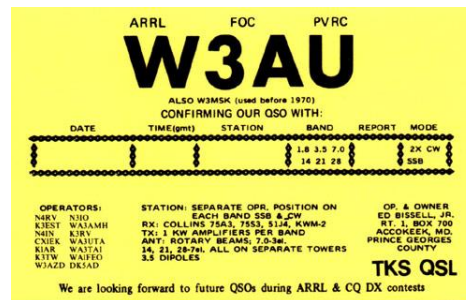 ARRL FOC PVRC
W3AU
ALSO W3MSK (used before 1970)
CONFIRMING OUR QSO WITH:
DATE TIME(gmt) STATION BAND REPORT MODE
1.8 3.5 7.0 2X CW
14 21 28 SSB
OPERATORS:
N4RV N3IO
K3EST WA3AMH
N4IN K3RV
CX1EK WA3UTA
K1AR WA3TAI
K3TW WA1FEO
W3AZD DK5AD
STATION: SEPARATE OPR. POSITION ON
EACH BAND SSB & CW
RX: COLLINS 75A3, 75S3, 51J4, KWM-2
TX: 1 KW AMPLIFIERS PER BAND
ANT: ROTARY BEAMS; 7.0-3el.
14, 21, 28-7el. ALL ON SEPARATE TOWERS
3.5 DIPOLES
OP. & OWNER
ED BISSELL, JR.
RT. 1, BOX 700
ACCOKEEK, MD.
PRINCE GEORGES
COUNTY
TKS QSL
We are looking forward to future QSOs during ARRL & CQ DX contests